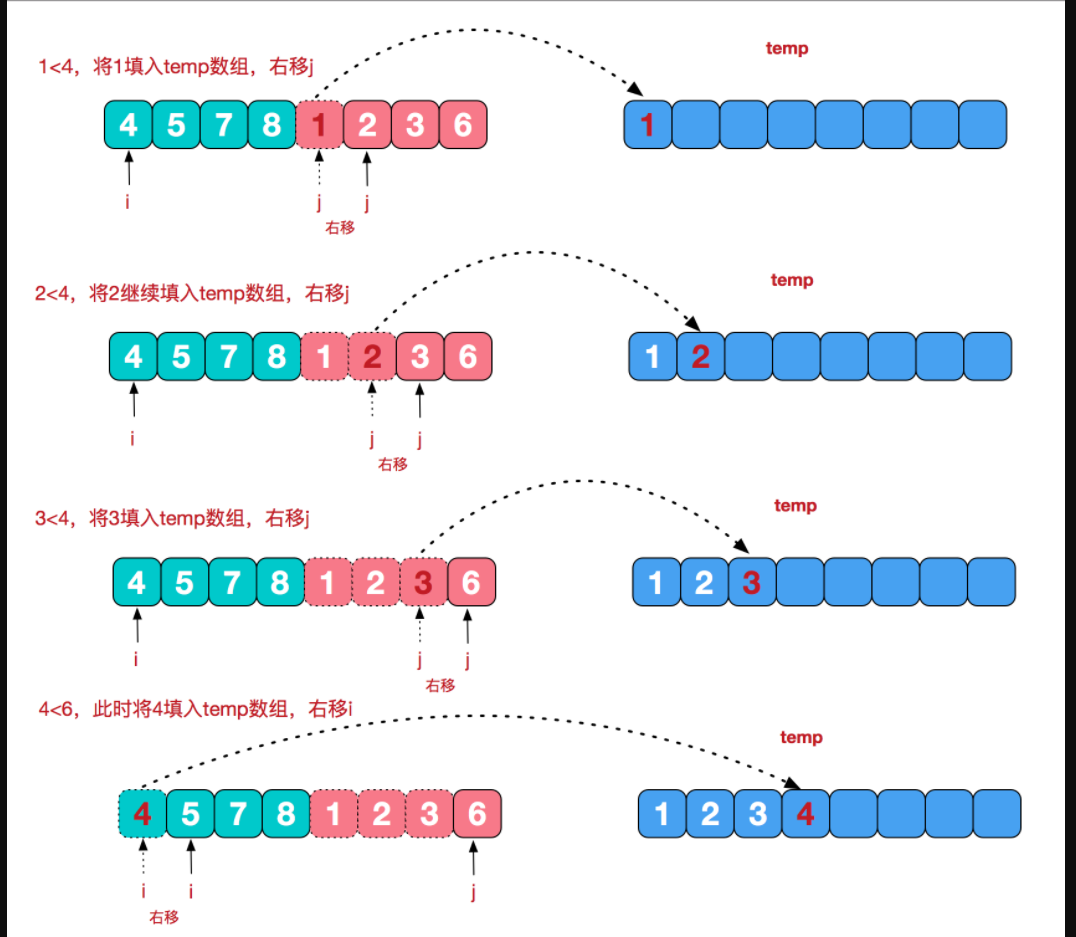 1<4，将1填入temp数组，右移j
temp
4 5 7 8 1 2 3 6
1
i j j
右移
2<4，将2继续填入temp数组，右移j
temp
4 5 7 8 1 2 3 6
1 2
i j j
右移
3<4，将3填入temp数组，右移j
temp
4 5 7 8 1 2 3 6
1 2 3
i j j
右移
4<6，此时将4填入temp数组，右移i
temp
4 5 7 8 1 2 3 6
1 2 3 4
i i j
右移